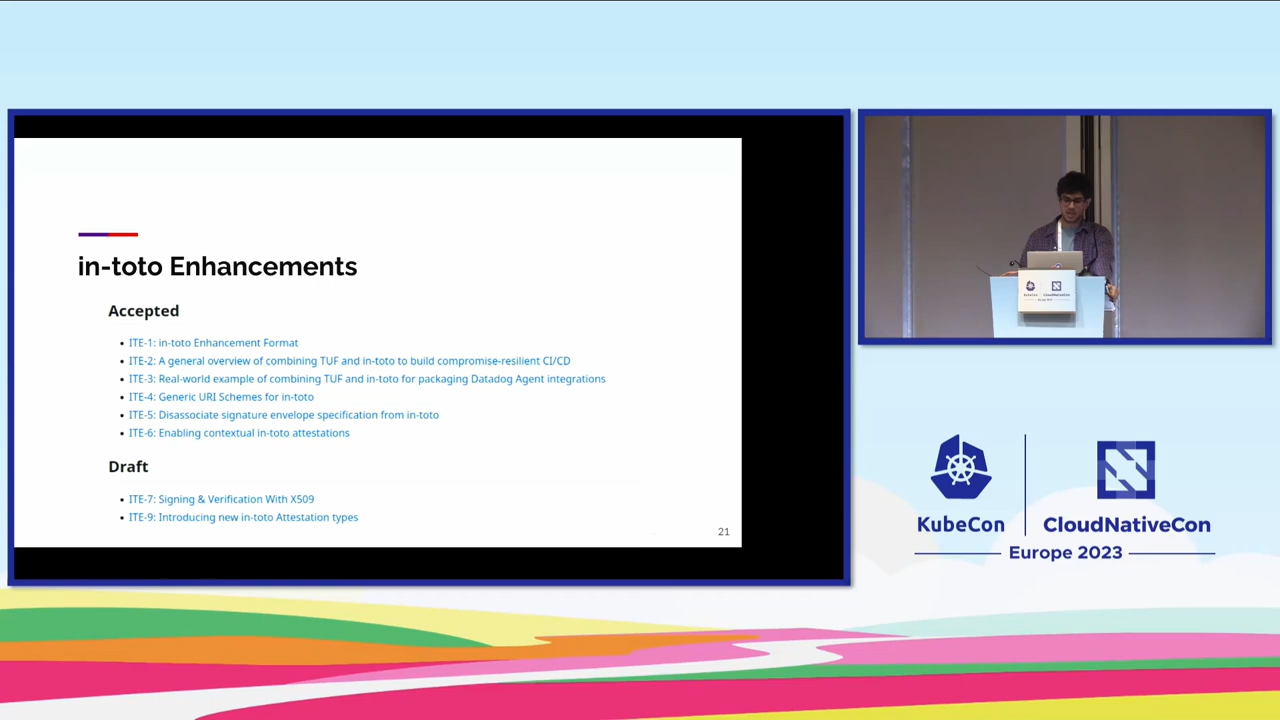 in-toto Enhancements
Accepted
ITE-1: in-toto Enhancement Format
ITE-2: A general overview of combining TUF and in-toto to build compromise-resilient CI/CD
ITE-3: Real-world example of combining TUF and in-toto for packaging Datadog Agent integrations
ITE-4: Generic URI Schemes for in-toto
ITE-5: Disassociate signature envelope specification from in-toto
ITE-6: Enabling contextual in-toto attestations
Draft
ITE-7: Signing & Verification With X509
ITE-9: Introducing new in-toto Attestation types
21
KubeCon
CloudNativeCon
Europe 2023